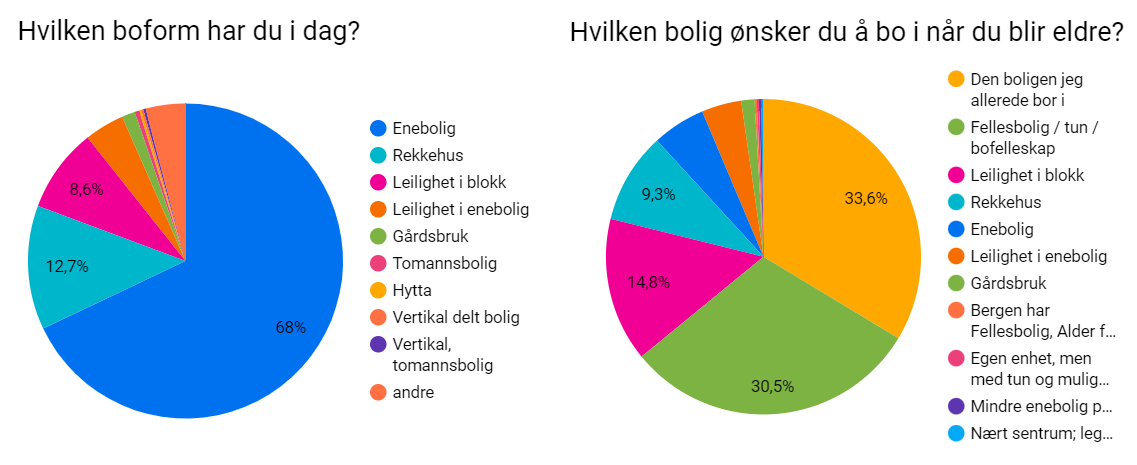 Hvilken boform har du i dag?
8,6%
12,7%
68%
Enebolig
Rekkehus
Leilighet i blokk
Leilighet i enebolig
Gårdsbruk
Tomannsbolig
Hytta
Vertikal delt bolig
Vertikal,
tomannsbolig
andre
Hvilken bolig ønsker du å bo i når du blir eldre?
33,6%
9,3%
14,8%
30,5%
Den boligen jeg
allerede bor i
Fellesbolig / tun /
bofelleskap
Leilighet i blokk
Rekkehus
Enebolig
Leilighet i enebolig
Gårdsbruk
Bergen har
Fellesbolig, Alder f...
Egen enhet, men
med tun og mulig...
Mindre enebolig p...
Nært sentrum; leg...